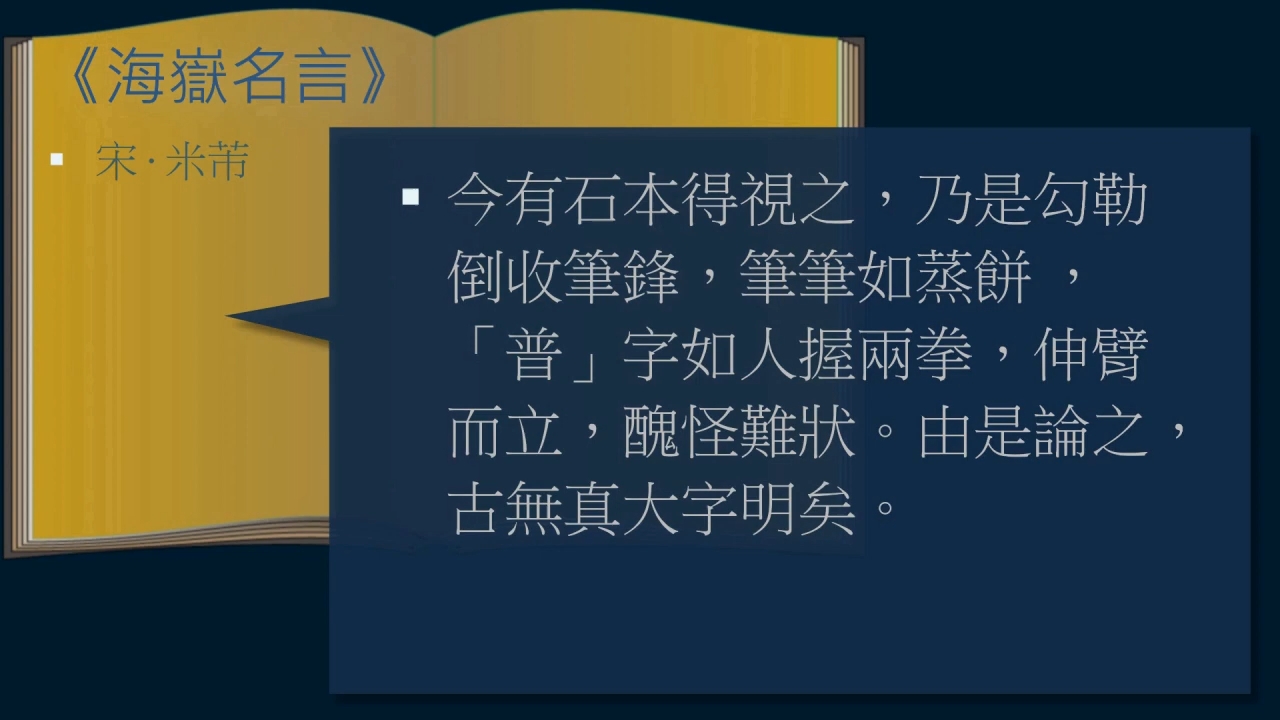 《海嶽名言》
宋·米芾
今有石本得視之，乃是勾勒
倒收筆鋒，筆筆如蒸餅，
「普」字如人握兩拳，伸臂
而立，醜怪難狀。由是論之，
古無真大字明矣。